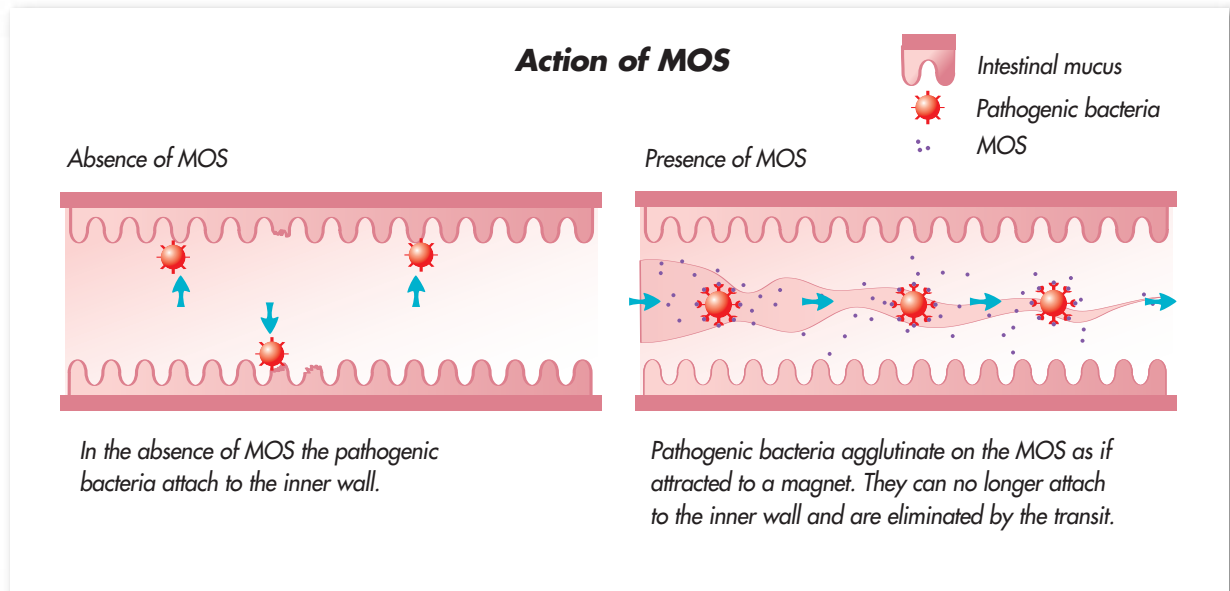 Action of MOS
Intestinal mucus
Pathogenic bacteria
MOS
Absence of MOS
Presence of MOS
In the absence of MOS the pathogenic
bacteria attach to the inner wall.
Pathogenic bacteria agglutinate on the MOS as if
attracted to a magnet. They can no longer attach
to the inner wall and are eliminated by the transit.